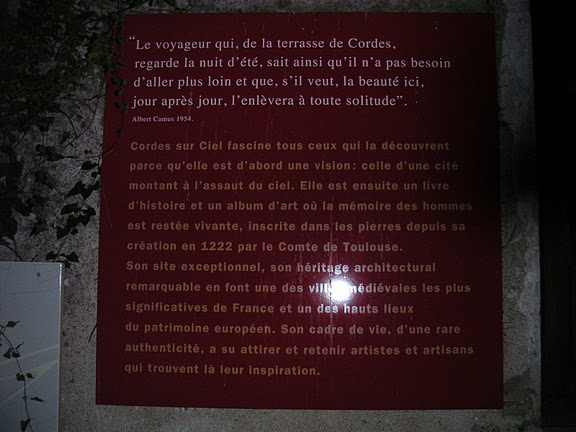 “Le voyageur qui, de la terrasse de Cordes,
regarde la nuit d'été, sait ainsi qu'il n'a pas besoin
d'aller plus loin et que, s'il veut, la beauté ici,
jour après jour, l'enlèvera à toute solitude”.
Albert Camus 1954.
Cordes sur Ciel fascine tous ceux qui la découvrent
parce qu'elle est d'abord une vision : celle d'une cité
montant à l'assaut du ciel. Elle est ensuite un livre
d'histoire et un album d'art où la mémoire des hommes
est restée vivante, inscrite dans les pierres depuis sa
création en 1222 par le Comte de Toulouse.
Son site exceptionnel, son héritage architectural
remarquable en font une des villes médiévales les plus
significatives de France et un des hauts lieux
du patrimoine européen. Son cadre de vie, d'une rare
authenticité, a su attirer et retenir artistes et artisans
qui trouvent là leur inspiration.